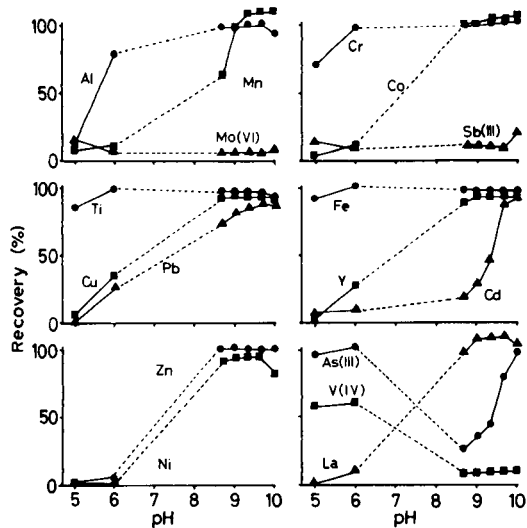 Recovery (%)
100
50
0
Al
Mn
Mo(VI)
Cr
Co
Sb(III)
100
50
0
Ti
Cu
Pb
Fe
Y
Cd
100
50
0
Zn
Ni
As(III)
V(IV)
La
5 6 7 8 9 10
pH
5 6 7 8 9 10
pH